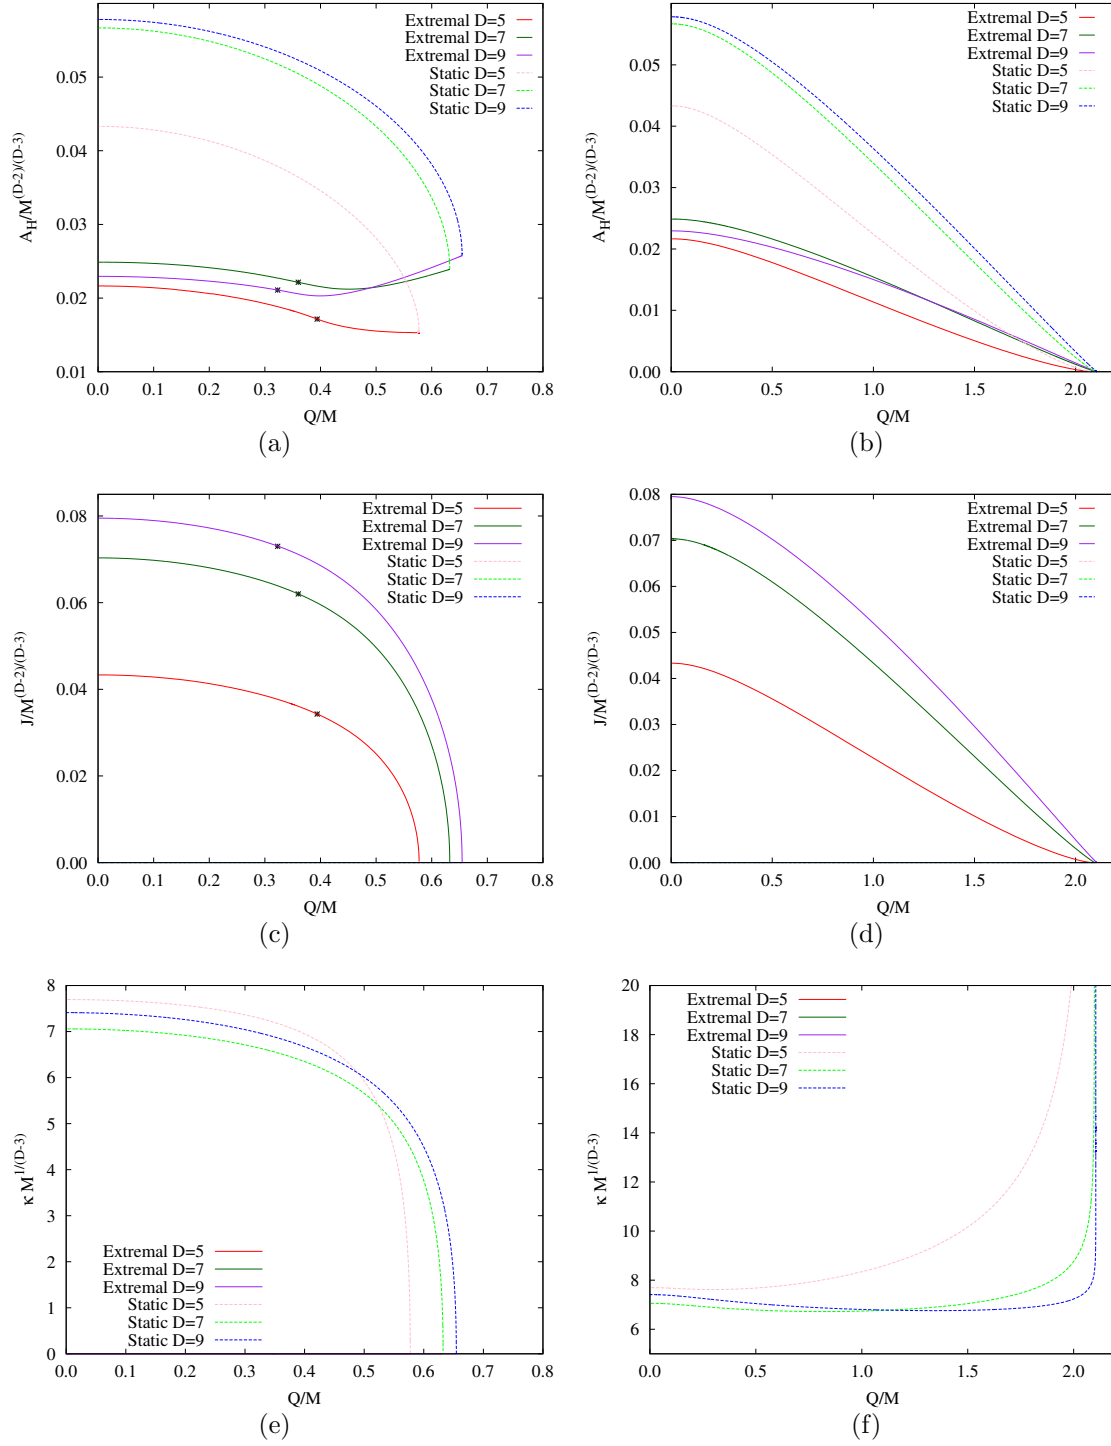 Extremal D=5
Extremal D=7
Extremal D=9
Static D=5
Static D=7
Static D=9
A_H/M^(D-2)/(D-3)
0.05
0.04
0.03
0.02
0.01
0.0 0.1 0.2 0.3 0.4 0.5 0.6 0.7 0.8
Q/M
(a)
Extremal D=5
Extremal D=7
Extremal D=9
Static D=5
Static D=7
Static D=9
A_H/M^(D-2)/(D-3)
0.05
0.04
0.03
0.02
0.01
0.00
0.0 0.5 1.0 1.5 2.0
Q/M
(b)
Extremal D=5
Extremal D=7
Extremal D=9
Static D=5
Static D=7
Static D=9
J/M^(D-2)/(D-3)
0.08
0.06
0.04
0.02
0.00
0.0 0.1 0.2 0.3 0.4 0.5 0.6 0.7 0.8
Q/M
(c)
Extremal D=5
Extremal D=7
Extremal D=9
Static D=5
Static D=7
Static D=9
J/M^(D-2)/(D-3)
0.08
0.07
0.06
0.05
0.04
0.03
0.02
0.01
0.00
0.0 0.5 1.0 1.5 2.0
Q/M
(d)
κ M^1/(D-3)
8
7
6
5
4
3
2
1
0
Extremal D=5
Extremal D=7
Extremal D=9
Static D=5
Static D=7
Static D=9
0.0 0.1 0.2 0.3 0.4 0.5 0.6 0.7 0.8
Q/M
(e)
Extremal D=5
Extremal D=7
Extremal D=9
Static D=5
Static D=7
Static D=9
κ M^1/(D-3)
20
18
16
14
12
10
8
6
0.0 0.5 1.0 1.5 2.0
Q/M
(f)